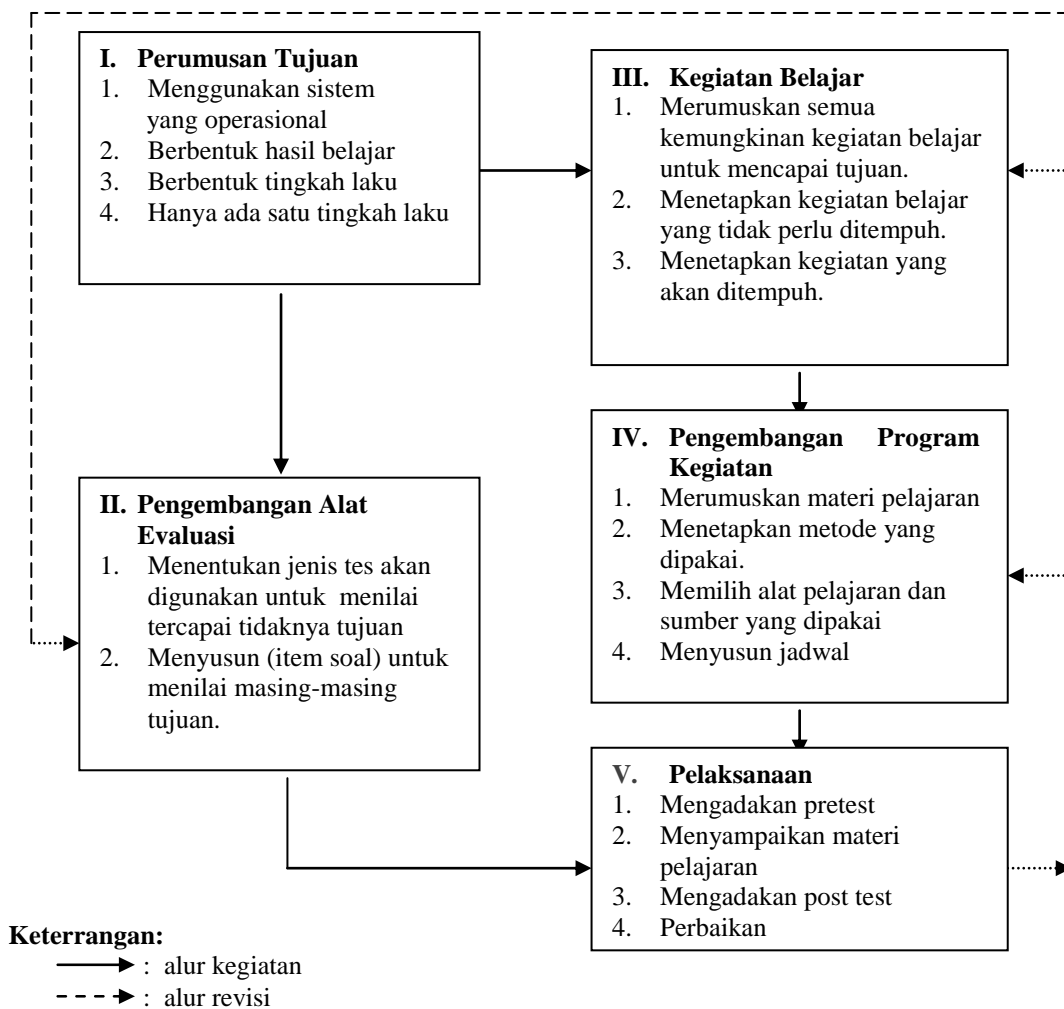 I. Perumusan Tujuan
1. Menggunakan sistem
yang operasional
2. Berbentuk hasil belajar
3. Berbentuk tingkah laku
4. Hanya ada satu tingkah laku
II. Pengembangan Alat
Evaluasi
1. Menentukan jenis tes akan
digunakan untuk menilai
tercapai tidaknya tujuan
2. Menyusun (item soal) untuk
menilai masing-masing
tujuan.
III. Kegiatan Belajar
1. Merumuskan semua
kemungkinan kegiatan belajar
untuk mencapai tujuan.
2. Menetapkan kegiatan belajar
yang tidak perlu ditempuh.
3. Menetapkan kegiatan yang
akan ditempuh.
IV. Pengembangan Program
Kegiatan
1. Merumuskan materi pelajaran
2. Menetapkan metode yang
dipakai.
3. Memilih alat pelajaran dan
sumber yang dipakai
4. Menyusun jadwal
V. Pelaksanaan
1. Mengadakan pretest
2. Menyampaikan materi
pelajaran
3. Mengadakan post test
4. Perbaikan
Keterrangan:
: alur kegiatan
: alur revisi